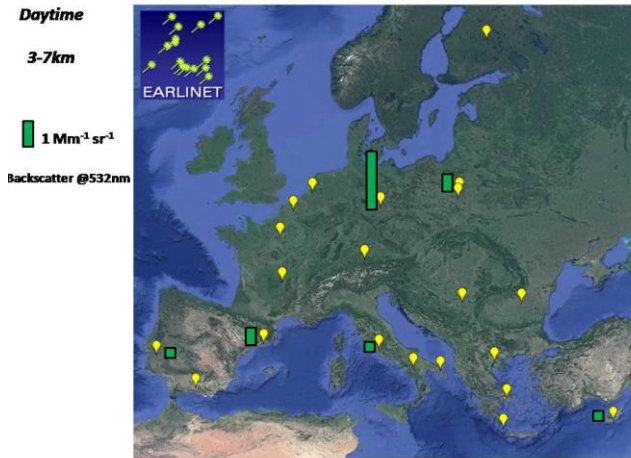 Daytime
3-7km
1 Mm⁻¹ sr⁻¹
Backscatter @532nm
EARLINET